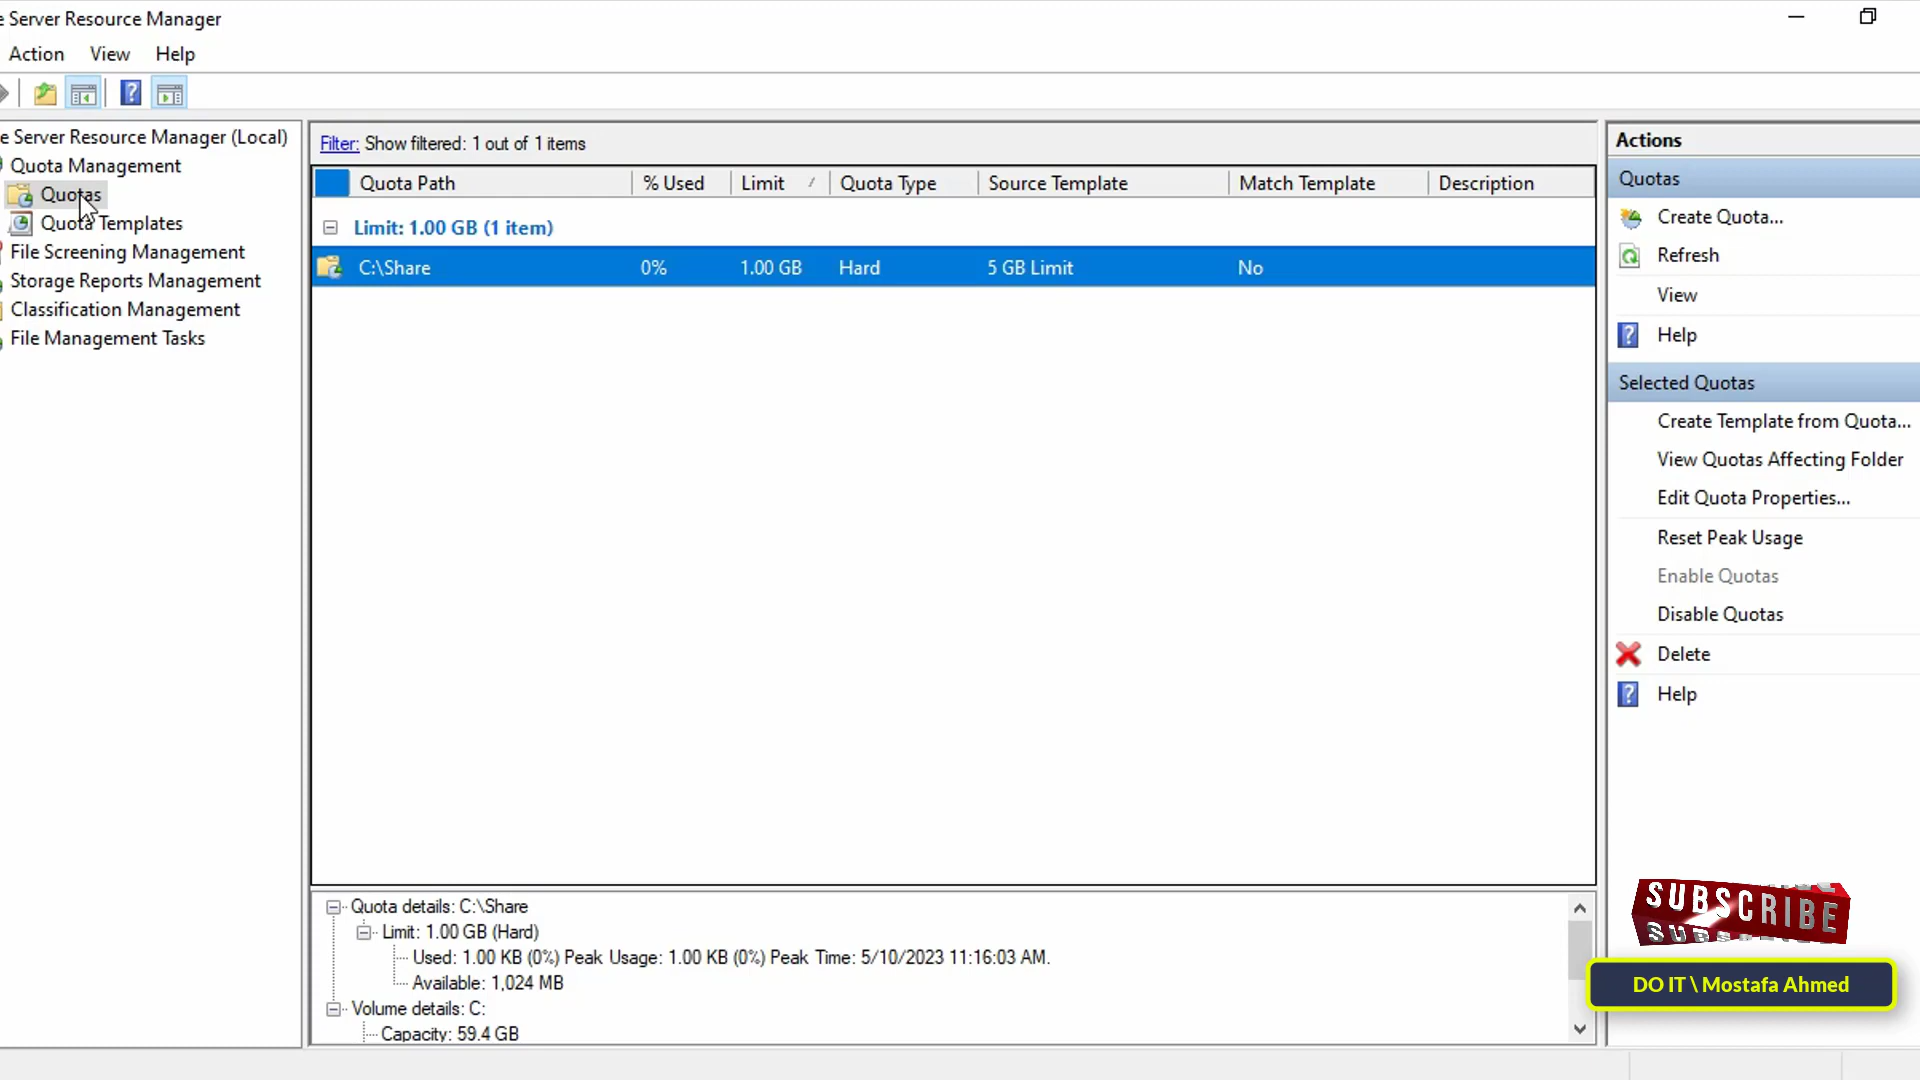 e Server Resource Manager
Action View Help
e Server Resource Manager (Local)
Quota Management
Quotas
Quota Templates
File Screening Management
Storage Reports Management
Classification Management
File Management Tasks
Filter: Show filtered: 1 out of 1 items
Quota Path % Used Limit Quota Type Source Template Match Template Description
Limit: 1.00 GB (1 item)
C:\Share 0% 1.00 GB Hard 5 GB Limit No
Quota details: C:\Share
Limit: 1.00 GB (Hard)
Used: 1.00 KB (0%) Peak Usage: 1.00 KB (0%) Peak Time: 5/10/2023 11:16:03 AM.
Available: 1,024 MB
Volume details: C:
Capacity: 59.4 GB
Actions
Quotas
Create Quota...
Refresh
View
Help
Selected Quotas
Create Template from Quota...
View Quotas Affecting Folder
Edit Quota Properties...
Reset Peak Usage
Enable Quotas
Disable Quotas
Delete
Help
SUBSCRIBE
DO IT \ Mostafa Ahmed